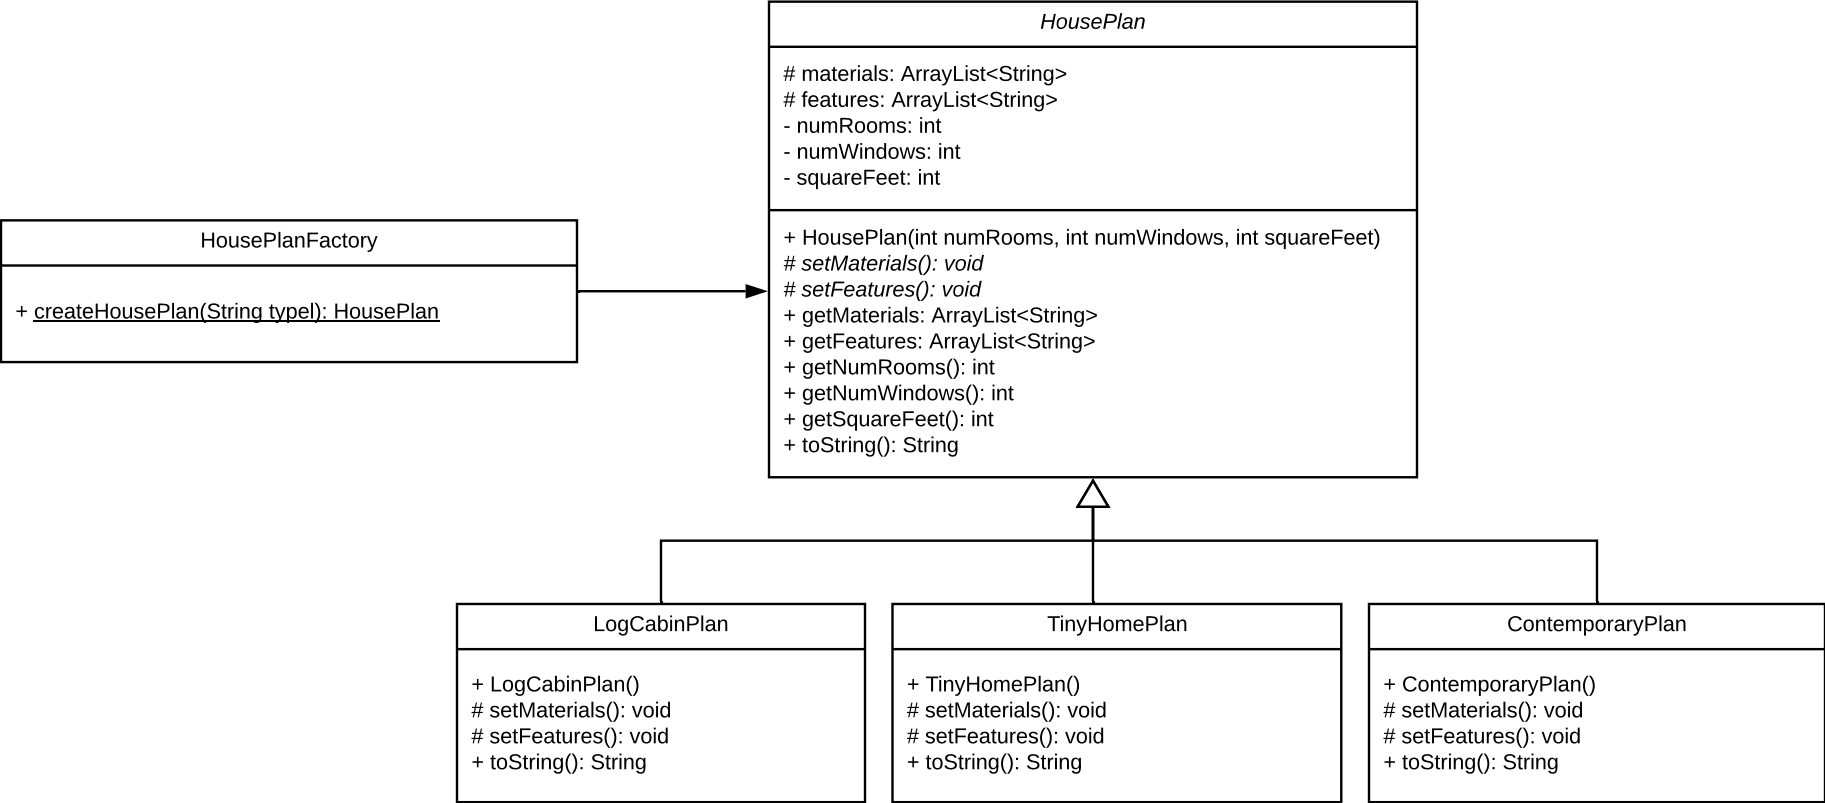 HousePlan
# materials: ArrayList<String>
# features: ArrayList<String>
- numRooms: int
- numWindows: int
- squareFeet: int
+ HousePlan(int numRooms, int numWindows, int squareFeet)
# setMaterials(): void
# setFeatures(): void
+ getMaterials: ArrayList<String>
+ getFeatures: ArrayList<String>
+ getNumRooms(): int
+ getNumWindows(): int
+ getSquareFeet(): int
+ toString(): String
HousePlanFactory
+ createHousePlan(String typel): HousePlan
LogCabinPlan
+ LogCabinPlan()
# setMaterials(): void
# setFeatures(): void
+ toString(): String
TinyHomePlan
+ TinyHomePlan()
# setMaterials(): void
# setFeatures(): void
+ toString(): String
ContemporaryPlan
+ ContemporaryPlan()
# setMaterials(): void
# setFeatures(): void
+ toString(): String